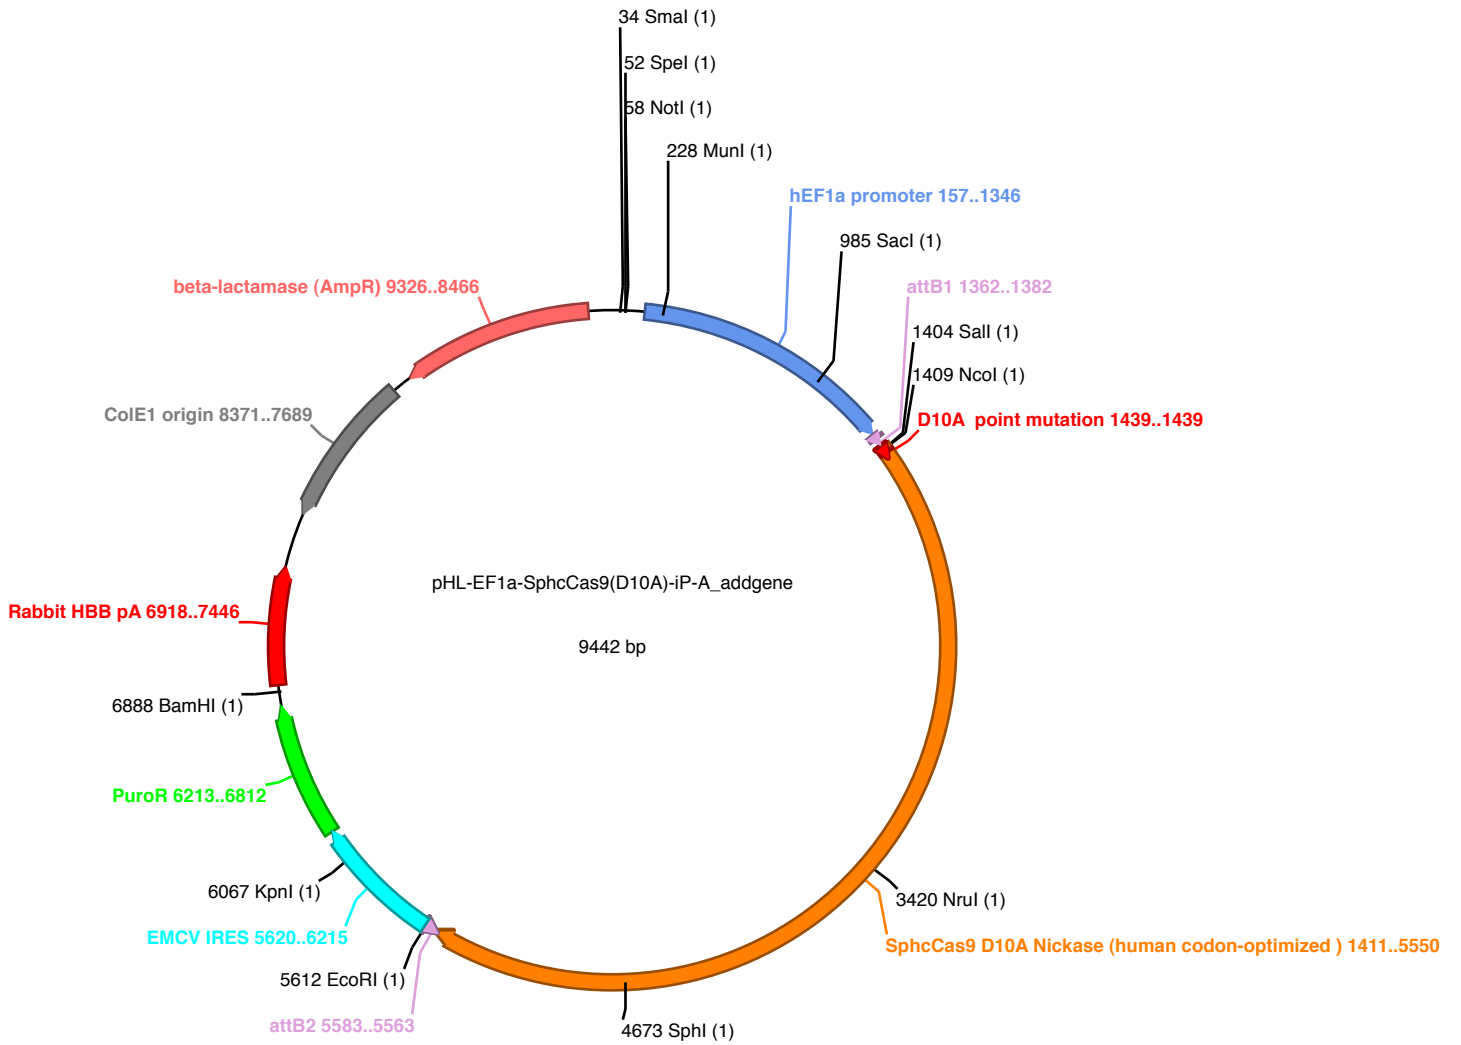 34 SmaI (1)
52 SpeI (1)
58 NotI (1)
228 MunI (1)
hEF1a promoter 157..1346
985 SacI (1)
beta-lactamase (AmpR) 9326..8466
attB1 1362..1382
1404 SalI (1)
1409 NcoI (1)
ColE1 origin 8371..7689
D10A  point mutation 1439..1439
pHL-EF1a-SphcCas9(D10A)-iP-A_addgene
Rabbit HBB pA 6918..7446
9442 bp
6888 BamHI (1)
PuroR 6213..6812
6067 KpnI (1)
3420 NruI (1)
EMCV IRES 5620..6215
SphcCas9 D10A Nickase (human codon-optimized ) 1411..5550
5612 EcoRI (1)
attB2 5583..5563
4673 SphI (1)